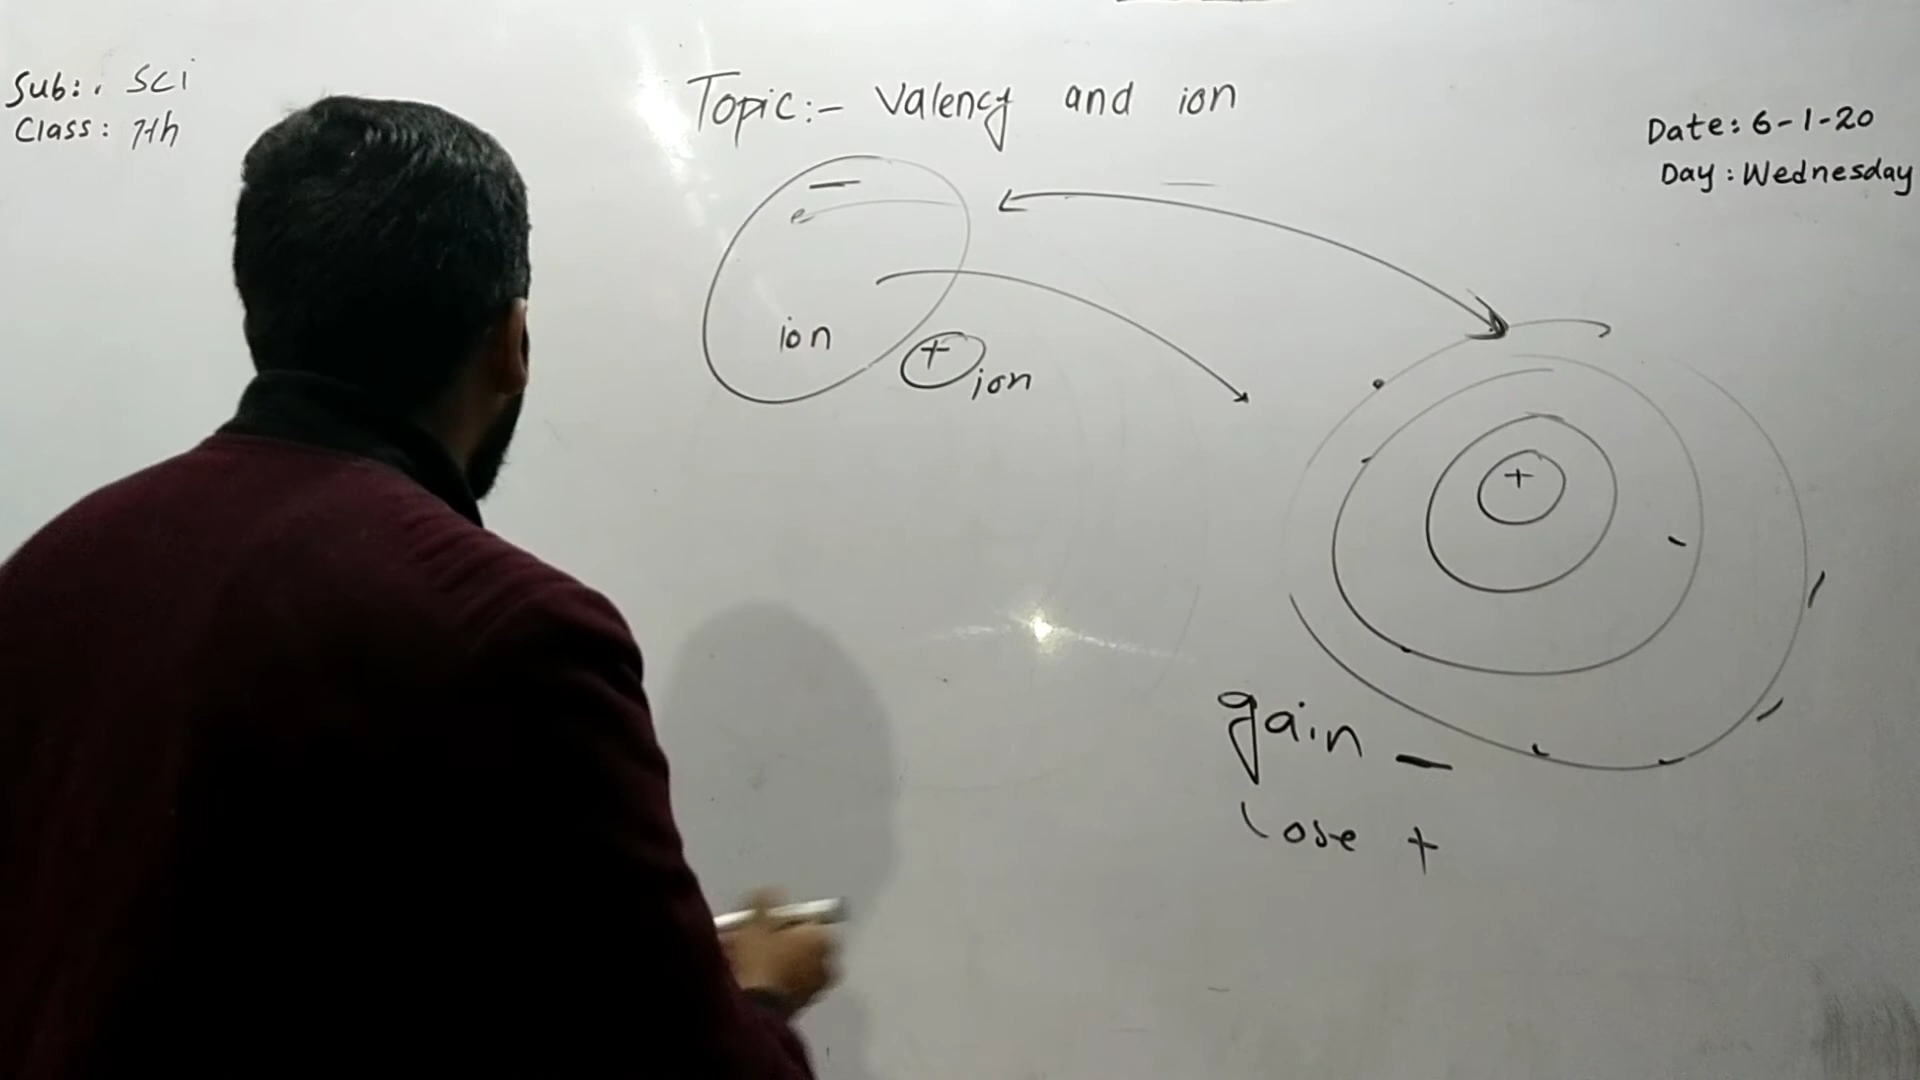 Sub:. Sci
Class: 7th
Topic:- Valency and ion
Date: 6-1-20
Day: Wednesday
−
e
ion
+ ion
+
gain −
Lose +